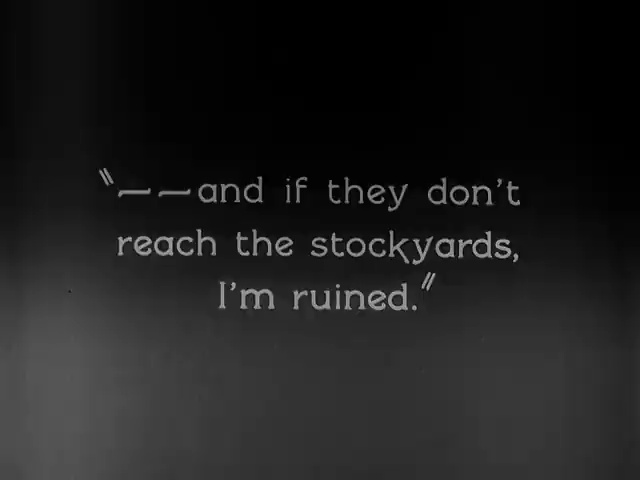 "——and if they don't
reach the stockyards,
I'm ruined."